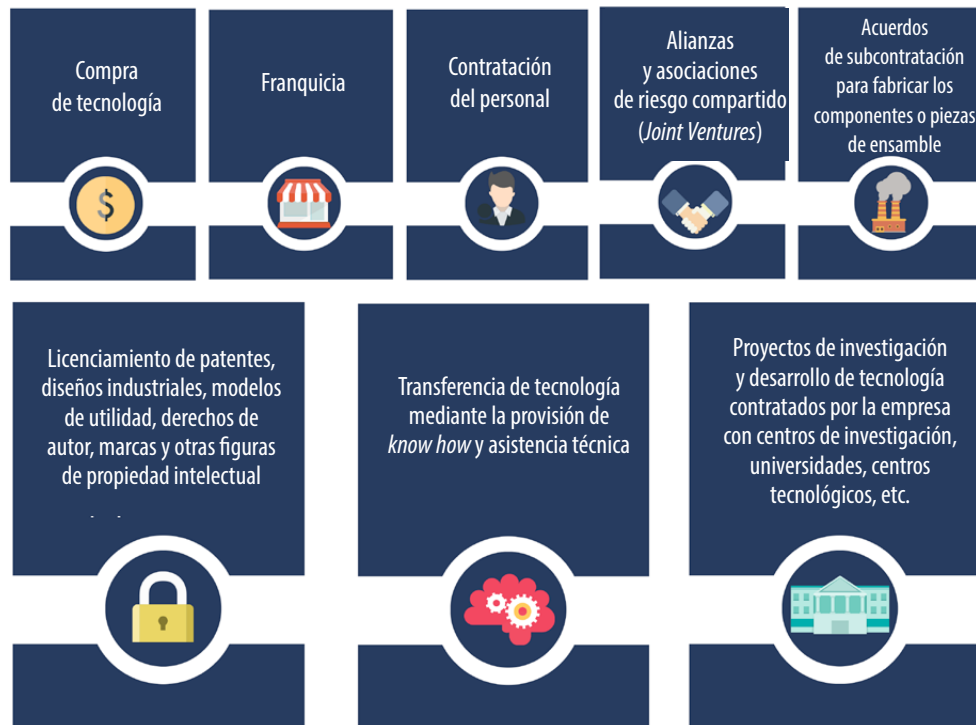 Compra
de tecnología
Franquicia
Contratación
del personal
Alianzas
y asociaciones
de riesgo compartido
(Joint Ventures)
Acuerdos
de subcontratación
para fabricar los
componentes o piezas
de ensamble
$
Licenciamiento de patentes,
diseños industriales, modelos
de utilidad, derechos de
autor, marcas y otras figuras
de propiedad intelectual
Transferencia de tecnología
mediante la provisión de
know how y asistencia técnica
Proyectos de investigación
y desarrollo de tecnología
contratados por la empresa
con centros de investigación,
universidades, centros
tecnológicos, etc.